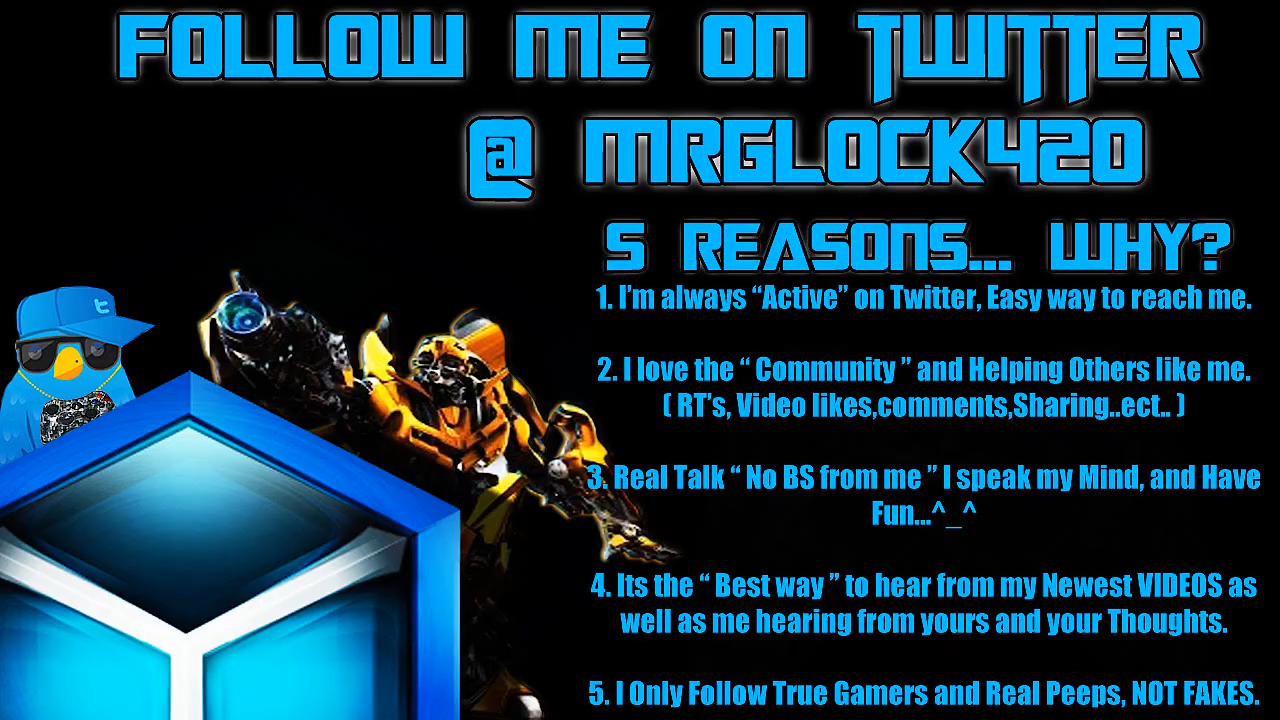 FOLLOW ME ON TWITTER
@ MRGLOCK420
5 REASONS... WHY?
1. I'm always “Active” on Twitter, Easy way to reach me.
2. I love the “ Community ” and Helping Others like me.
( RT's, Video likes,comments,Sharing..ect.. )
3. Real Talk “ No BS from me ” I speak my Mind, and Have
Fun...^_^
4. Its the “ Best way ” to hear from my Newest VIDEOS as
well as me hearing from yours and your Thoughts.
5. I Only Follow True Gamers and Real Peeps, NOT FAKES.